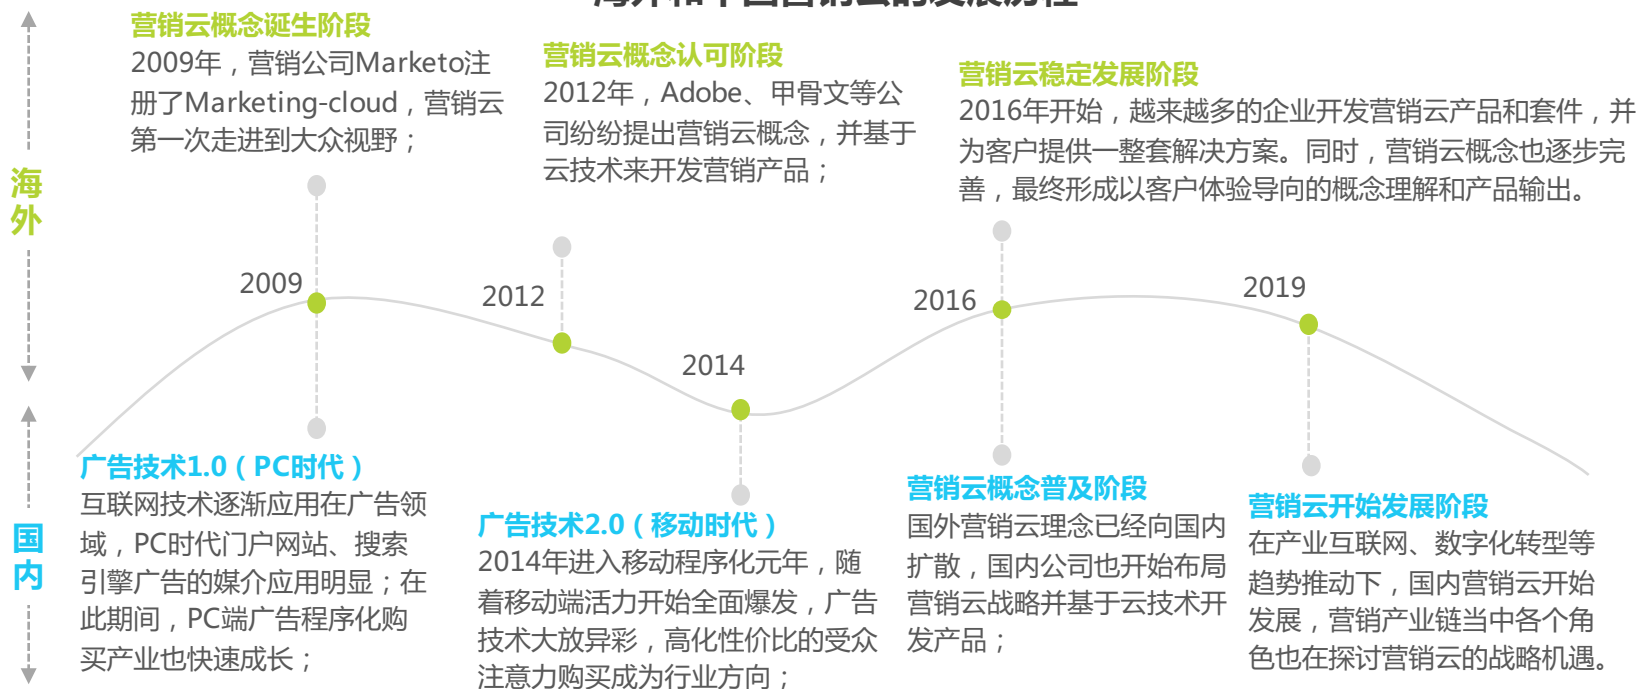 海外和中国营销云的发展历程
营销云概念诞生阶段
2009年，营销公司Marketo注
册了Marketing-cloud，营销云
第一次走进到大众视野；
营销云概念认可阶段
2012年，Adobe、甲骨文等公
司纷纷提出营销云概念，并基于
云技术来开发营销产品；
营销云稳定发展阶段
2016年开始，越来越多的企业开发营销云产品和套件，并
为客户提供一整套解决方案。同时，营销云概念也逐步完
善，最终形成以客户体验导向的概念理解和产品输出。
海
外
2009
2012
2014
2016
2019
国
内
广告技术1.0（PC时代）
互联网技术逐渐应用在广告领
域，PC时代门户网站、搜索
引擎广告的媒介应用明显；在
此期间，PC端广告程序化购
买产业也快速成长；
广告技术2.0（移动时代）
2014年进入移动程序化元年，随
着移动端活力开始全面爆发，广告
技术大放异彩，高化性价比的受众
注意力购买成为行业方向；
营销云概念普及阶段
国外营销云理念已经向国内
扩散，国内公司也开始布局
营销云战略并基于云技术开
发产品；
营销云开始发展阶段
在产业互联网、数字化转型等
趋势推动下，国内营销云开始
发展，营销产业链当中各个角
色也在探讨营销云的战略机遇。